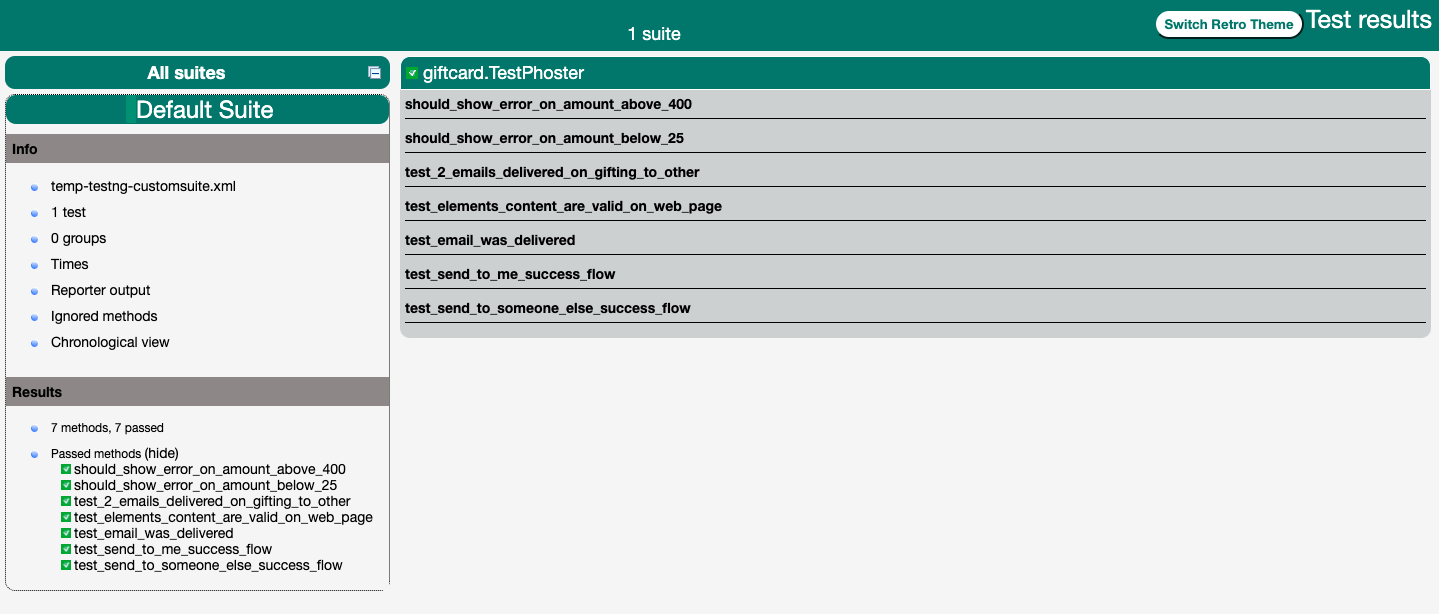 1 suite
Switch Retro Theme
Test results
All suites
Default Suite
Info
temp-testng-customsuite.xml
1 test
0 groups
Times
Reporter output
Ignored methods
Chronological view
Results
7 methods, 7 passed
Passed methods (hide)
should_show_error_on_amount_above_400
should_show_error_on_amount_below_25
test_2_emails_delivered_on_gifting_to_other
test_elements_content_are_valid_on_web_page
test_email_was_delivered
test_send_to_me_success_flow
test_send_to_someone_else_success_flow
giftcard.TestPhoster
should_show_error_on_amount_above_400
should_show_error_on_amount_below_25
test_2_emails_delivered_on_gifting_to_other
test_elements_content_are_valid_on_web_page
test_email_was_delivered
test_send_to_me_success_flow
test_send_to_someone_else_success_flow